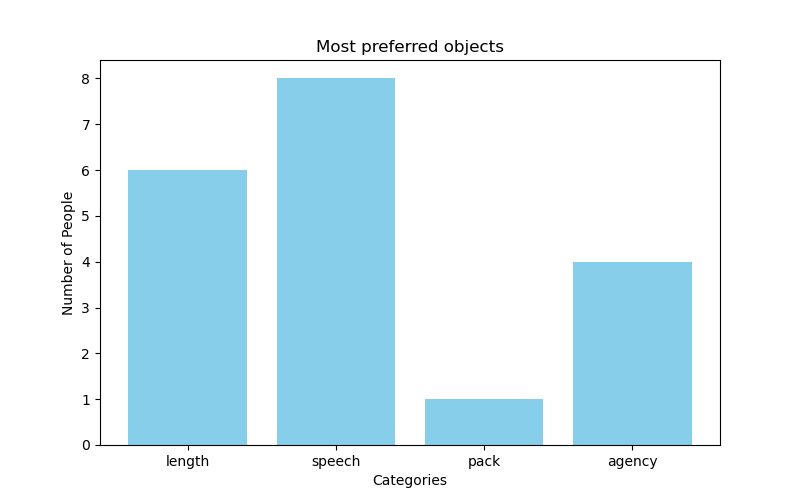 Most preferred objects
8
7
6
5
4
3
2
1
0
Number of People
length speech pack agency
Categories